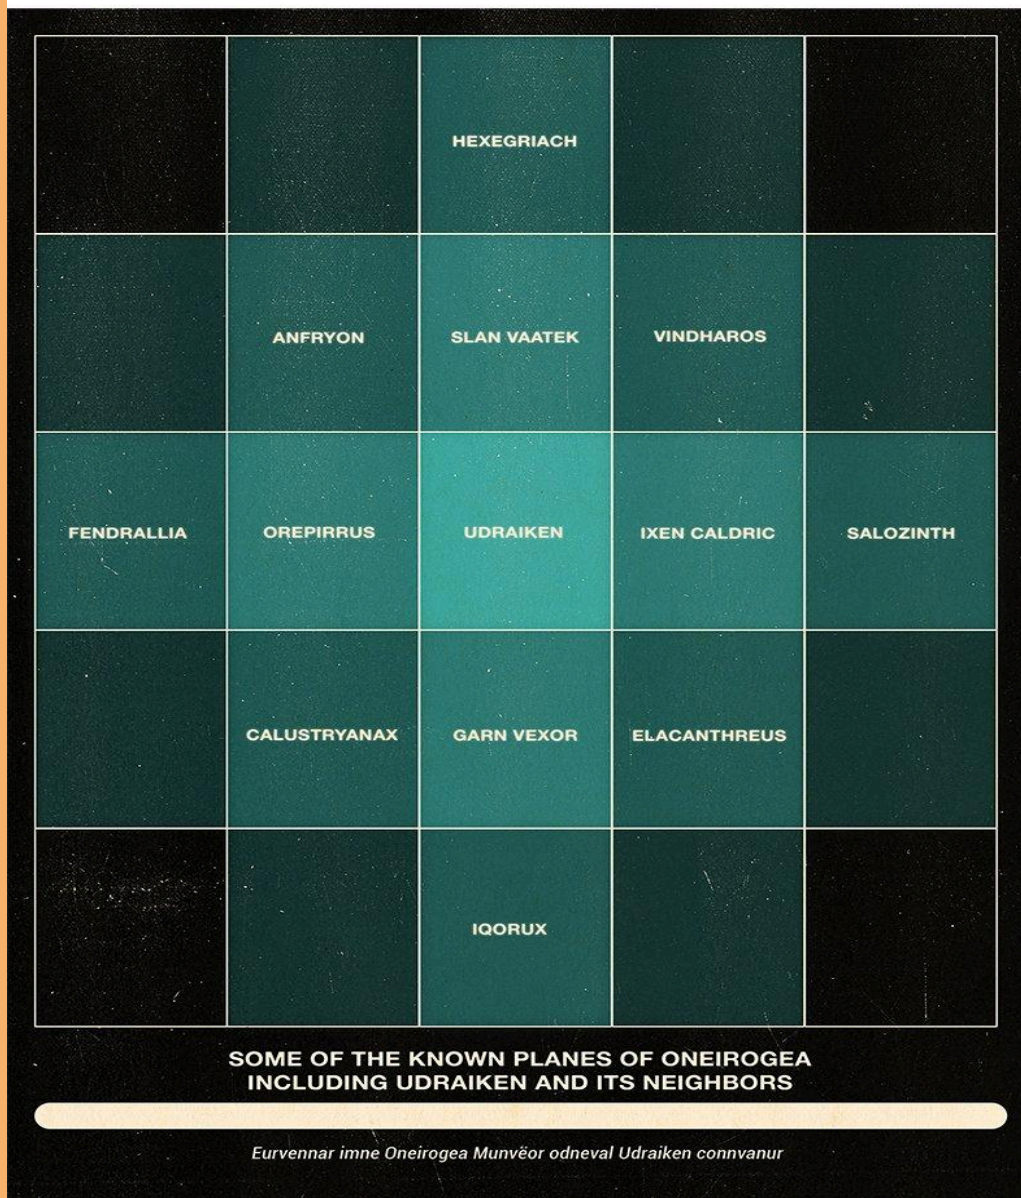 HEXEGRIACH
ANFRYON SLAN VAATEK VINDHAROS
FENDRALLIA OREPIRRUS UDRAIKEN IXEN CALDRIC SALOZINTH
CALUSTRYANAX GARN VEXOR ELACANTHREUS
IQORUX
SOME OF THE KNOWN PLANES OF ONEIROGEA
INCLUDING UDRAIKEN AND ITS NEIGHBORS
Eurvennar imne Oneirogea Munvëor odneval Udraiken connvanur